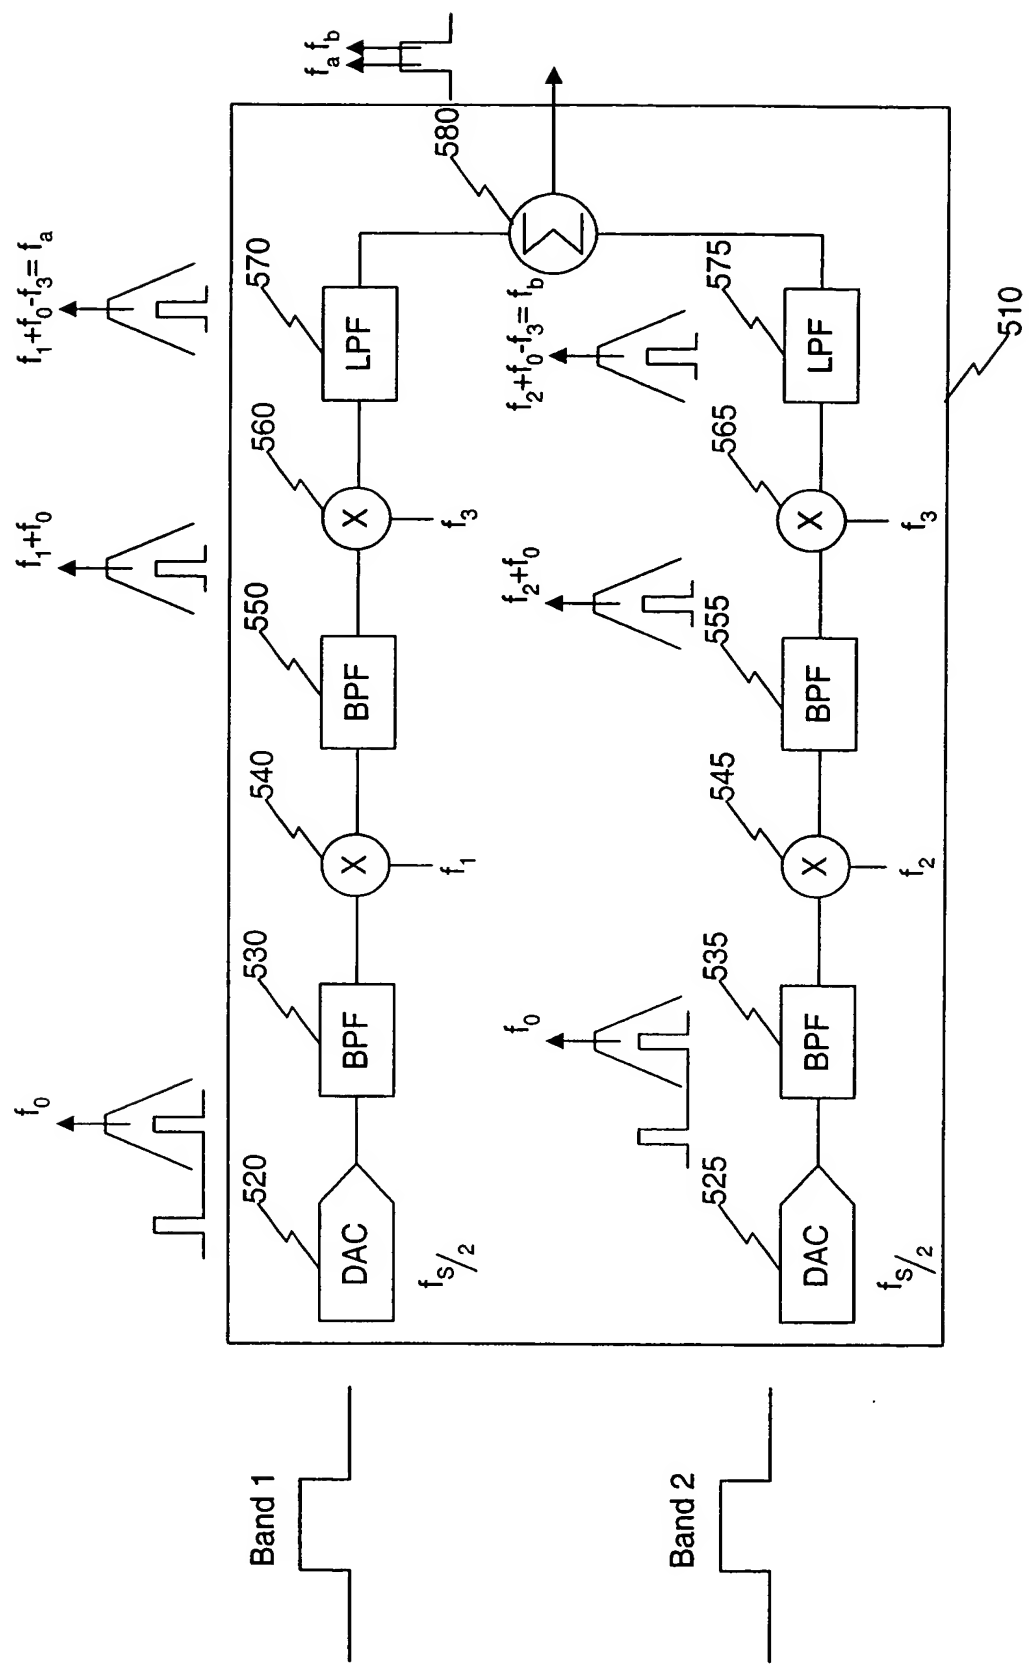 Band 1
f0
f1+f0
f1+f0-f3= fa
520
530
540
550
560
570
DAC
BPF
X
BPF
X
LPF
fS/2
f1
f3
580
Σ
fa fb
Band 2
f0
f2+f0
f2+f0-f3= fb
525
535
545
555
565
575
DAC
BPF
X
BPF
X
LPF
fS/2
f2
f3
510